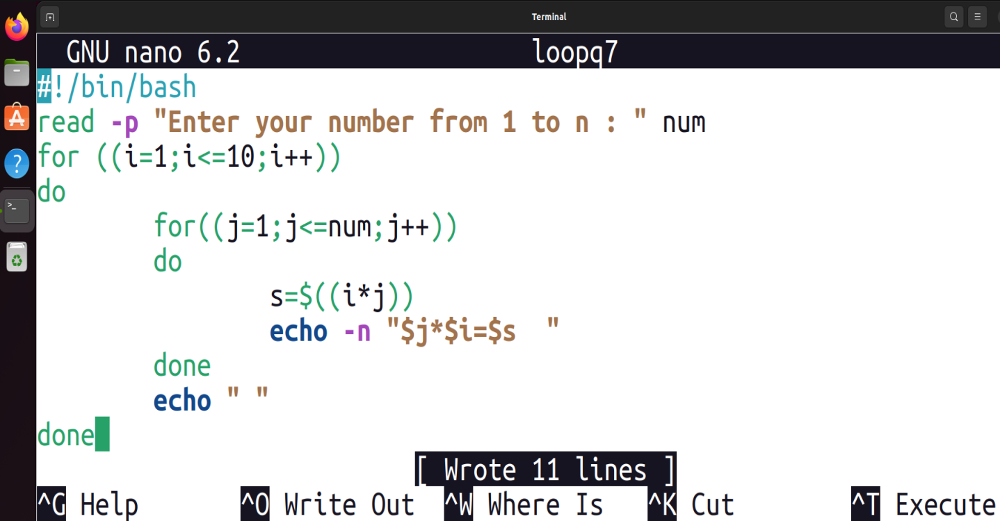 Terminal
GNU nano 6.2 loopq7
#!/bin/bash
read -p "Enter your number from 1 to n : " num
for ((i=1;i<=10;i++))
do
for((j=1;j<=num;j++))
do
s=$((i*j))
echo -n "$j*$i=$s  "
done
echo " "
done
[ Wrote 11 lines ]
^G Help ^O Write Out ^W Where Is ^K Cut ^T Execute